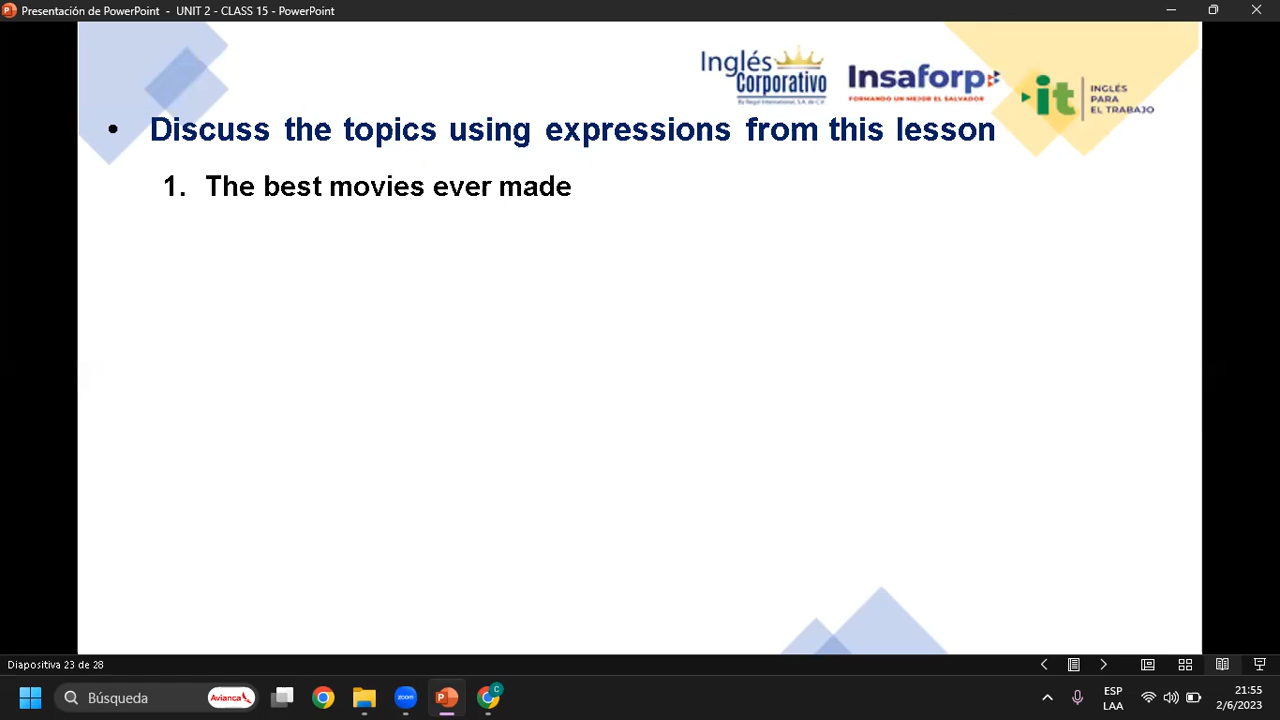 Presentación de PowerPoint - UNIT 2 - CLASS 15 - PowerPoint
Inglés
Corporativo
By Regal International, S.A. de C.V.
Insaforp
FORMANDO UN MEJOR EL SALVADOR
it
INGLÉS
PARA
EL TRABAJO
• Discuss the topics using expressions from this lesson
1. The best movies ever made
Diapositiva 23 de 28
Búsqueda
Avianca
zoom
C
ESP
LAA
21:55
2/6/2023